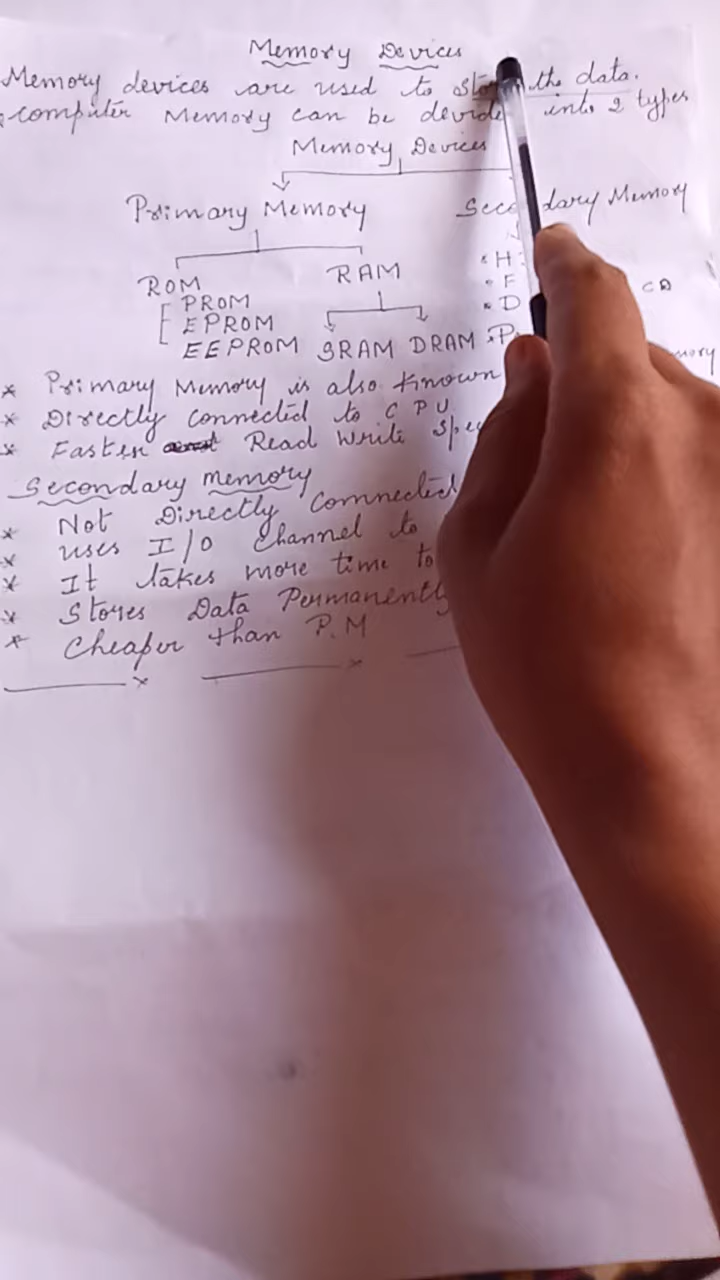 Memory Devices
Memory devices are used to the data.
computer Memory can be devide into 2 types
Memory Devices
Primary Memory Secondary Memory
ROM RAM
PROM
EPROM
EEPROM SRAM DRAM
CD
* Primary Memory is also known
* Directly connected to CPU
* Faster Read Write
Secondary memory
* Not Directly Connected
* uses I/O channel to
* It takes more time to
* Stores Data Permanently
* Cheaper than P.M